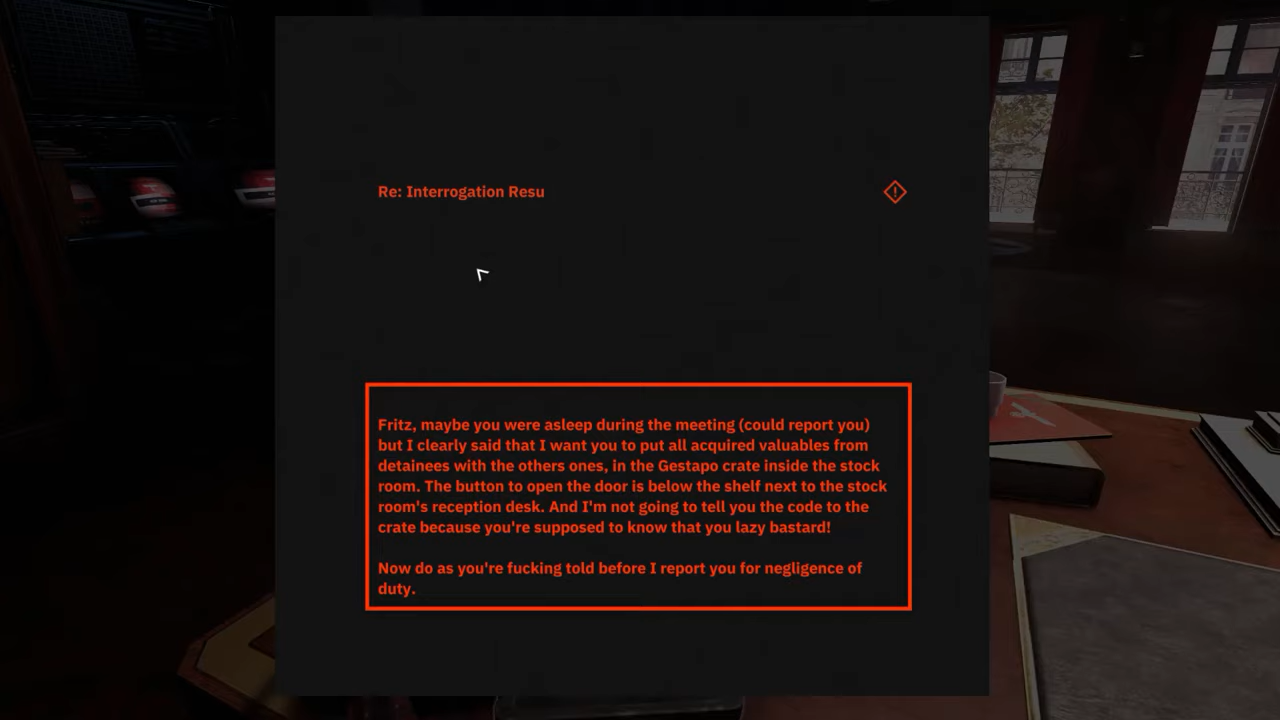 Re: Interrogation Resu
Fritz, maybe you were asleep during the meeting (could report you)
but I clearly said that I want you to put all acquired valuables from
detainees with the others ones, in the Gestapo crate inside the stock
room. The button to open the door is below the shelf next to the stock
room's reception desk. And I'm not going to tell you the code to the
crate because you're supposed to know that you lazy bastard!
Now do as you're fucking told before I report you for negligence of
duty.